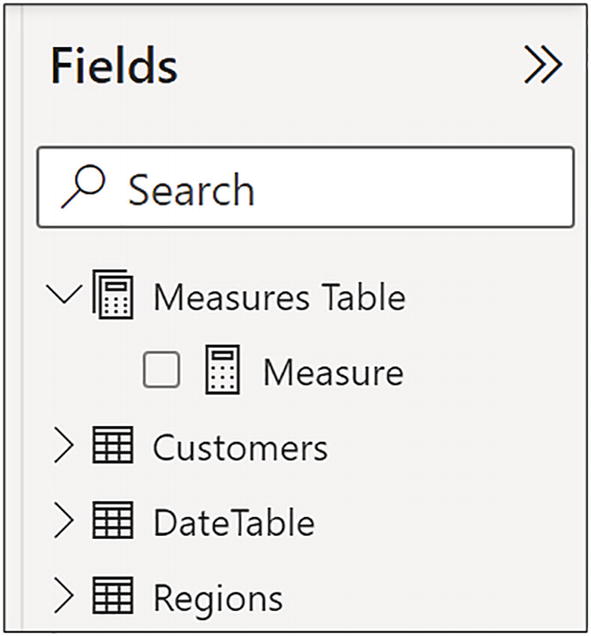 Fields
Search
Measures Table
Measure
Customers
DateTable
Regions